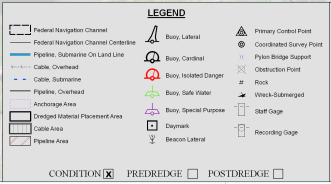 LEGEND
Federal Navigation Channel
Federal Navigation Channel Centerline
Pipeline, Submarine On Land Line
Cable, Overhead
Cable, Submarine
Pipeline, Overhead
Anchorage Area
Dredged Material Placement Area
Cable Area
Pipeline Area
Buoy, Lateral
Buoy, Cardinal
Buoy, Isolated Danger
Buoy, Safe Water
Buoy, Special Purpose
Daymark
Beacon Lateral
Primary Control Point
Coordinated Survey Point
Pylon Bridge Support
Obstruction Point
# Rock
Wreck-Submerged
Staff Gage
Recording Gage
CONDITION X PREDREDGE POSTDREDGE